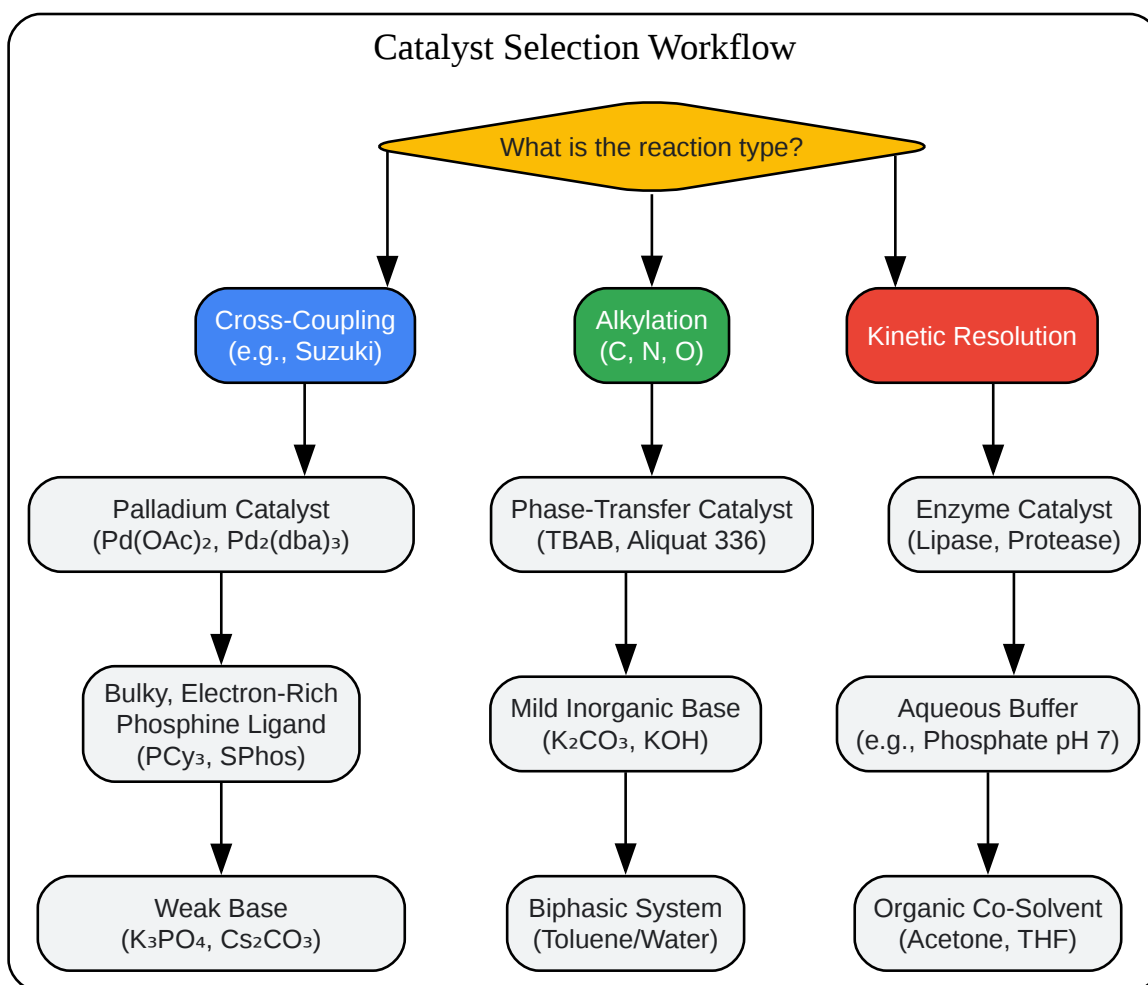 Catalyst Selection Workflow
What is the reaction type?
Cross-Coupling
(e.g., Suzuki)
Alkylation
(C, N, O)
Kinetic Resolution
Palladium Catalyst
(Pd(OAc)₂, Pd₂(dba)₃)
Phase-Transfer Catalyst
(TBAB, Aliquat 336)
Enzyme Catalyst
(Lipase, Protease)
Bulky, Electron-Rich
Phosphine Ligand
(PCy₃, SPhos)
Mild Inorganic Base
(K₂CO₃, KOH)
Aqueous Buffer
(e.g., Phosphate pH 7)
Weak Base
(K₃PO₄, Cs₂CO₃)
Biphasic System
(Toluene/Water)
Organic Co-Solvent
(Acetone, THF)